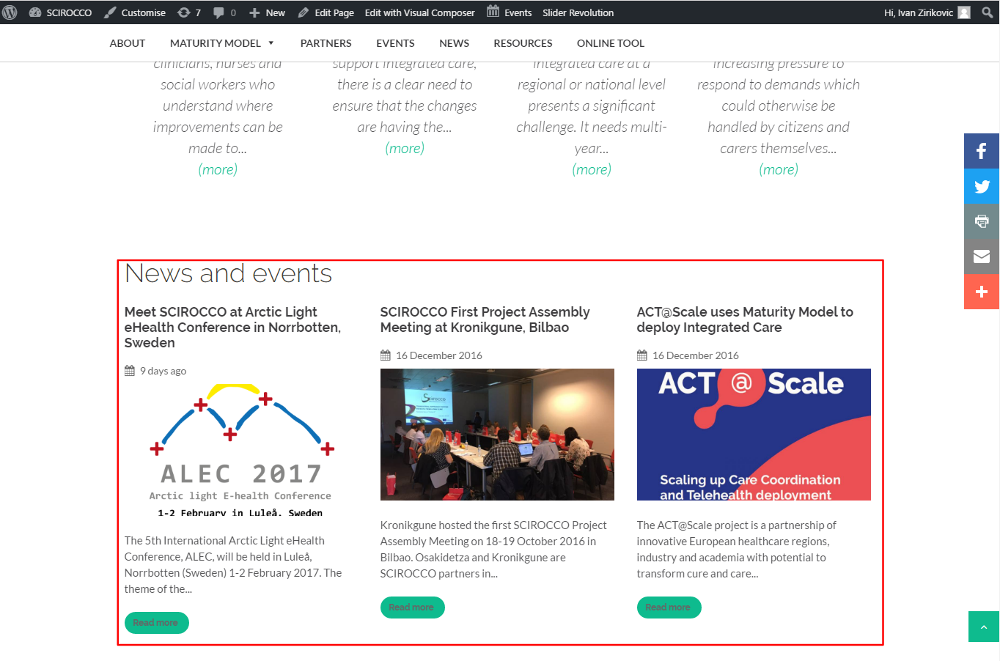 SCIROCCO Customise 7 0 New Edit Page Edit with Visual Composer Events Slider Revolution Hi, Ivan Zirikovic
ABOUT MATURITY MODEL PARTNERS EVENTS NEWS RESOURCES ONLINE TOOL
clinicians, nurses and
social workers who
understand where
improvements can be
made to...
(more)
support integrated care,
there is a clear need to
ensure that the changes
are having the...
(more)
integrated care at a
regional or national level
presents a significant
challenge. It needs multi-
year...
(more)
increasing pressure to
respond to demands which
could otherwise be
handled by citizens and
carers themselves...
(more)
News and events
Meet SCIROCCO at Arctic Light
eHealth Conference in Norrbotten,
Sweden
9 days ago
ALEC 2017
Arctic light E-health Conference
1-2 February in Luleå, Sweden
The 5th International Arctic Light eHealth
Conference, ALEC, will be held in Luleå,
Norrbotten (Sweden) 1-2 February 2017. The
theme of the...
Read more
SCIROCCO First Project Assembly
Meeting at Kronikgune, Bilbao
16 December 2016
Scirocco
Kronikgune hosted the first SCIROCCO Project
Assembly Meeting on 18-19 October 2016 in
Bilbao. Osakidetza and Kronikgune are
SCIROCCO partners in...
Read more
ACT@Scale uses Maturity Model to
deploy Integrated Care
16 December 2016
ACT @ Scale
Scaling up Care Coordination
and Telehealth deployment
The ACT@Scale project is a partnership of
innovative European healthcare regions,
industry and academia with potential to
transform cure and care...
Read more